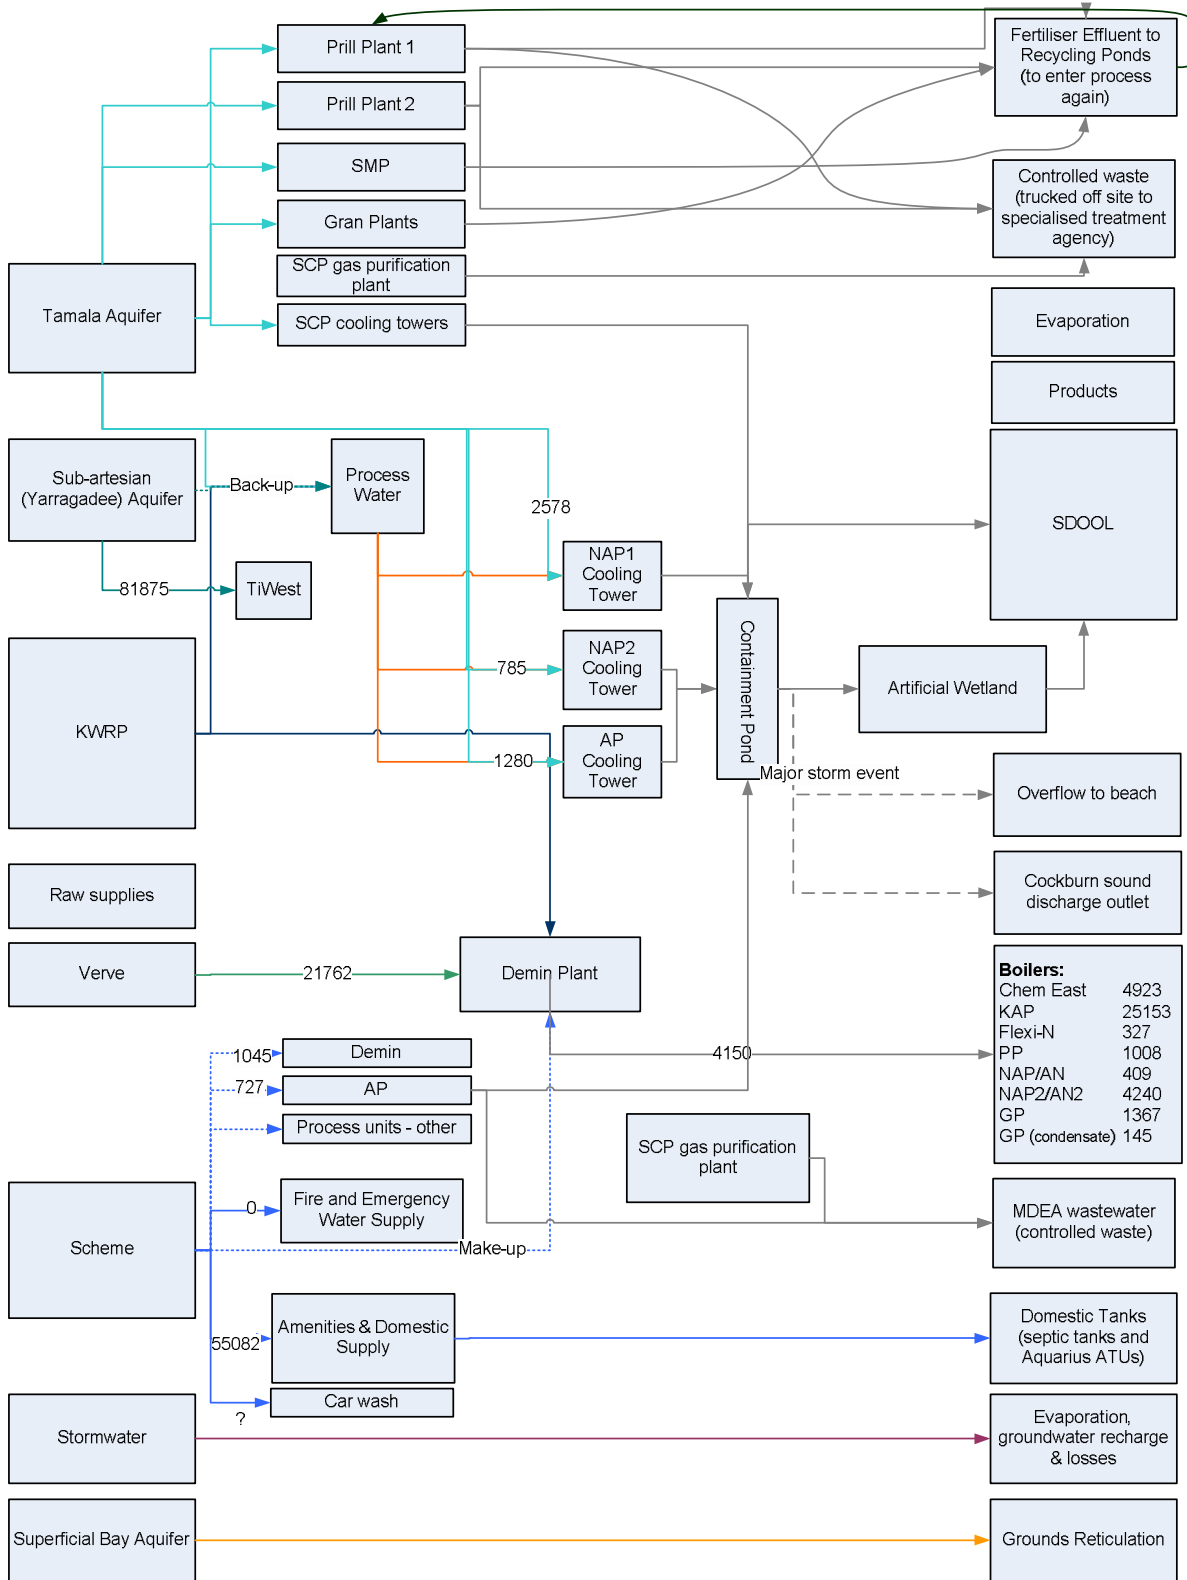 Prill Plant 1
Fertiliser Effluent to
Recycling Ponds
(to enter process
again)
Prill Plant 2
SMP
Controlled waste
(trucked off site to
specialised treatment
agency)
Gran Plants
SCP gas purification
plant
Tamala Aquifer
SCP cooling towers
Evaporation
Products
Sub-artesian
(Yarragadee) Aquifer
Back-up
Process
Water
2578
SDOOL
NAP1
Cooling
Tower
81875
TiWest
Containment Pond
NAP2
Cooling
Tower
785
Artificial Wetland
KWRP
AP
Cooling
Tower
1280
Major storm event
Overflow to beach
Raw supplies
Cockburn sound
discharge outlet
Verve
21762
Demin Plant
Boilers:
Chem East 4923
KAP 25153
Flexi-N 327
PP 1008
NAP/AN 409
NAP2/AN2 4240
GP 1367
GP (condensate) 145
1045
Demin
4150
727
AP
Process units - other
SCP gas purification
plant
0
Fire and Emergency
Water Supply
MDEA wastewater
(controlled waste)
Scheme
Make-up
55082
Amenities & Domestic
Supply
Domestic Tanks
(septic tanks and
Aquarius ATUs)
Car wash
?
Stormwater
Evaporation,
groundwater recharge
& losses
Superficial Bay Aquifer
Grounds Reticulation